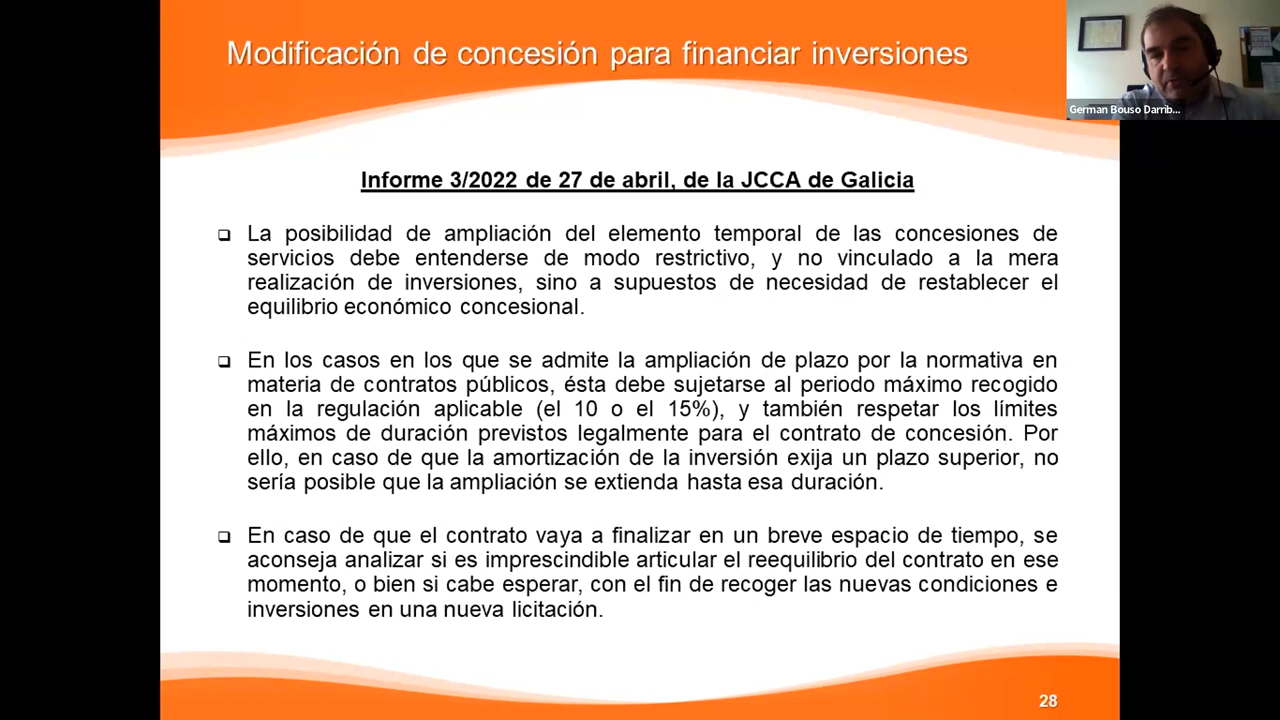 Modificación de concesión para financiar inversiones
German Bouso Darrib...
Informe 3/2022 de 27 de abril, de la JCCA de Galicia
❑ La posibilidad de ampliación del elemento temporal de las concesiones de
servicios debe entenderse de modo restrictivo, y no vinculado a la mera
realización de inversiones, sino a supuestos de necesidad de restablecer el
equilibrio económico concesional.
❑ En los casos en los que se admite la ampliación de plazo por la normativa en
materia de contratos públicos, ésta debe sujetarse al periodo máximo recogido
en la regulación aplicable (el 10 o el 15%), y también respetar los límites
máximos de duración previstos legalmente para el contrato de concesión. Por
ello, en caso de que la amortización de la inversión exija un plazo superior, no
sería posible que la ampliación se extienda hasta esa duración.
❑ En caso de que el contrato vaya a finalizar en un breve espacio de tiempo, se
aconseja analizar si es imprescindible articular el reequilibrio del contrato en ese
momento, o bien si cabe esperar, con el fin de recoger las nuevas condiciones e
inversiones en una nueva licitación.
28